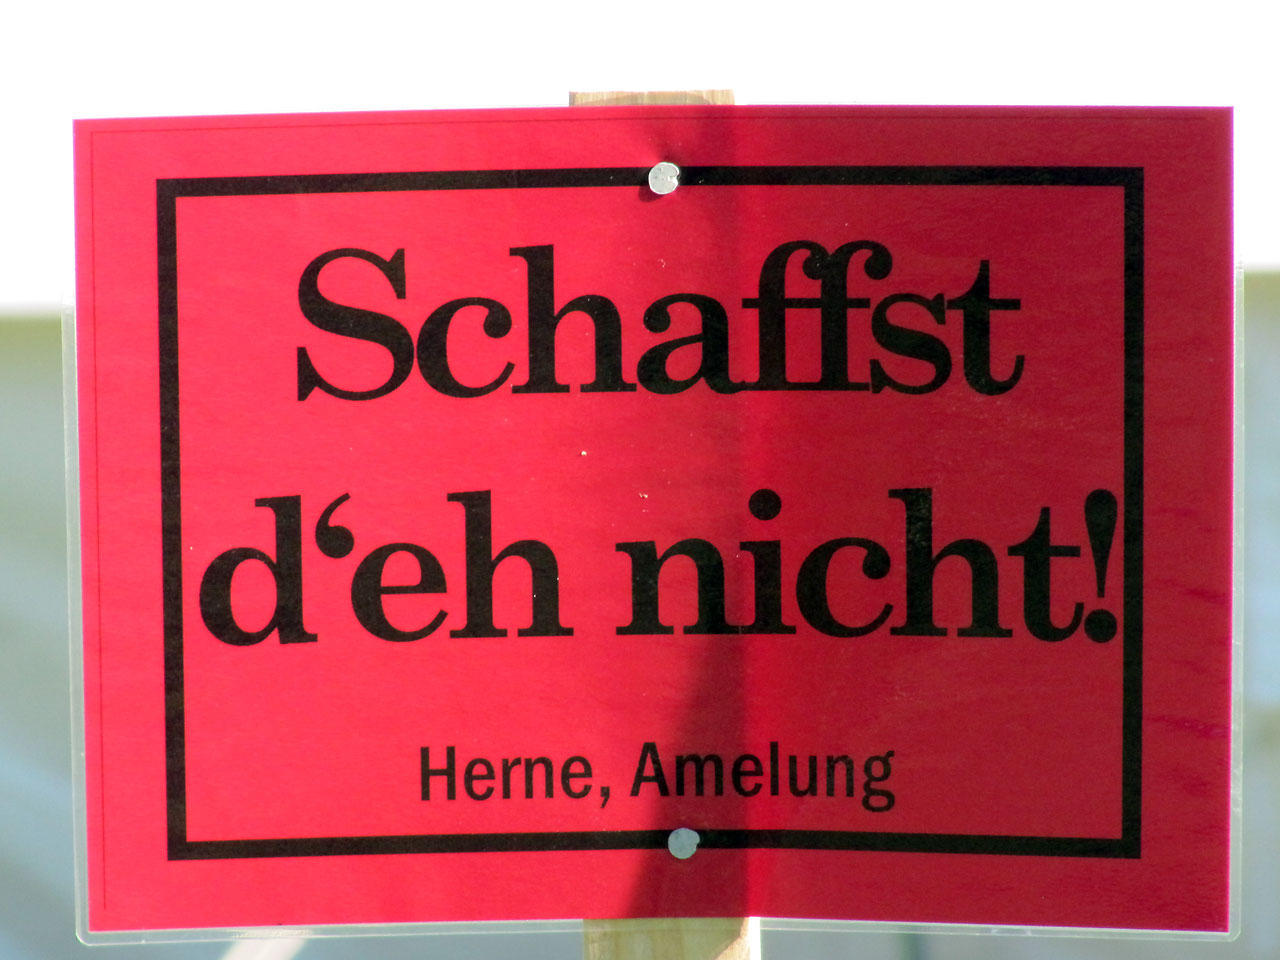 Schaffst
d‘eh nicht!
Herne, Amelung